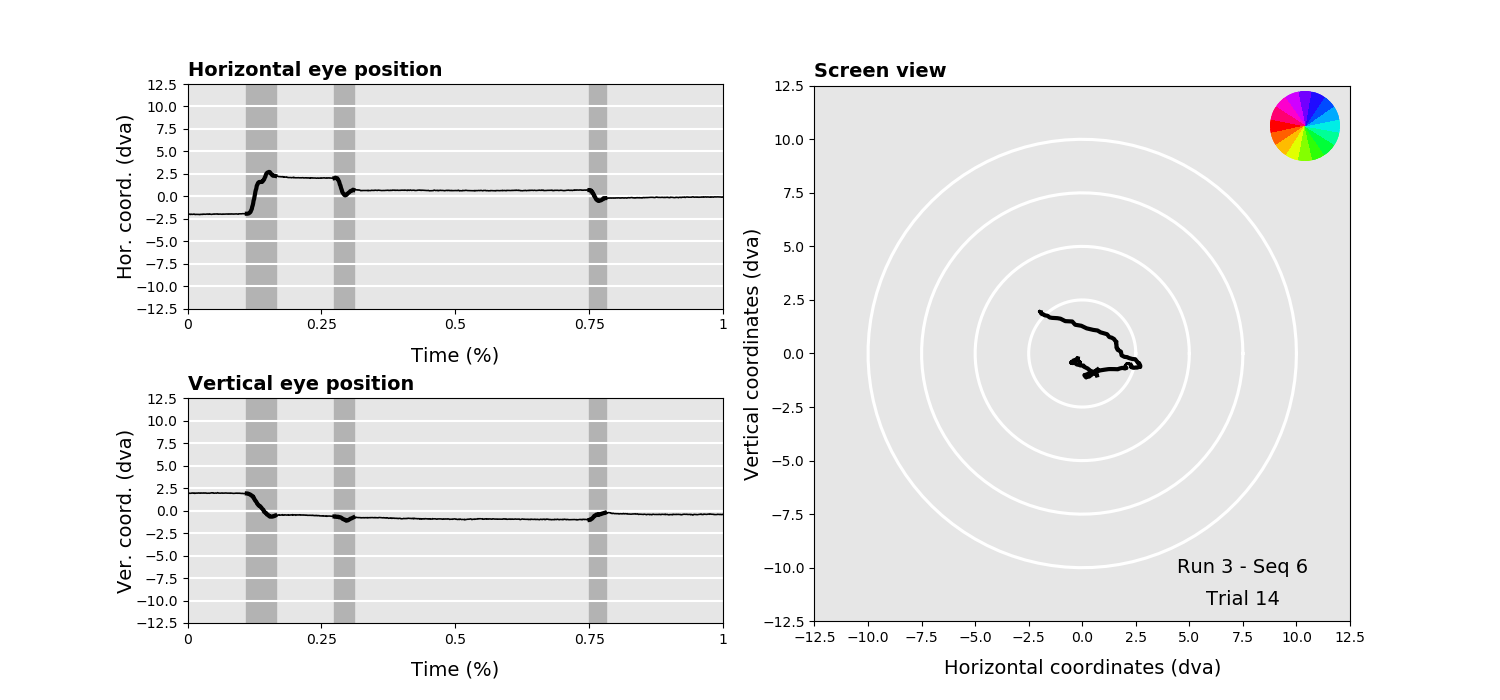 Horizontal eye position
12.5
10.0
7.5
5.0
2.5
0.0
−2.5
−5.0
−7.5
−10.0
−12.5
Hor. coord. (dva)
0 0.25 0.5 0.75 1
Time (%)
Vertical eye position
12.5
10.0
7.5
5.0
2.5
0.0
−2.5
−5.0
−7.5
−10.0
−12.5
Ver. coord. (dva)
0 0.25 0.5 0.75 1
Time (%)
Screen view
12.5
10.0
7.5
5.0
2.5
0.0
−2.5
−5.0
−7.5
−10.0
−12.5
Vertical coordinates (dva)
Run 3 - Seq 6
Trial 14
−12.5 −10.0 −7.5 −5.0 −2.5 0.0 2.5 5.0 7.5 10.0 12.5
Horizontal coordinates (dva)